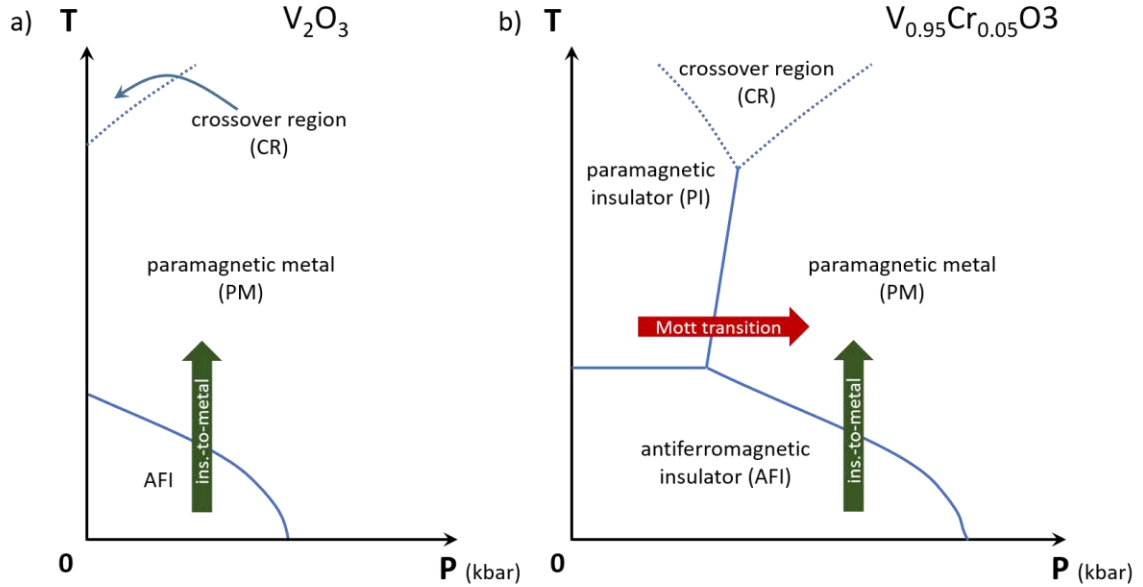 a)
T
V₂O₃
crossover region
(CR)
paramagnetic metal
(PM)
ins.-to-metal
AFI
0
P (kbar)
b)
T
V₀.₉₅Cr₀.₀₅O3
crossover region
(CR)
paramagnetic
insulator (PI)
paramagnetic metal
(PM)
Mott transition
ins.-to-metal
antiferromagnetic
insulator (AFI)
0
P (kbar)